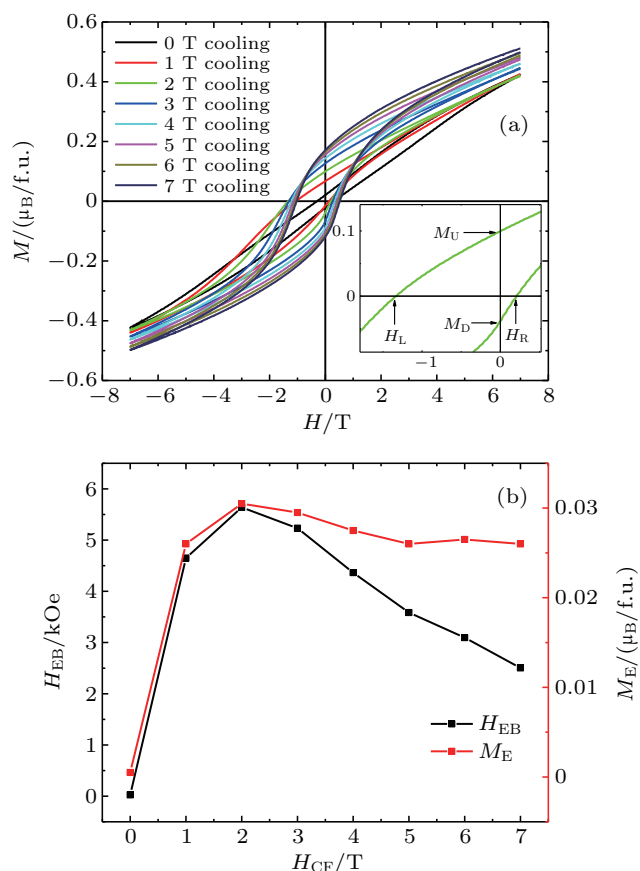 0.6
0.4
0.2
0
−0.2
−0.4
−0.6
M/(μB/f.u.)
0 T cooling
1 T cooling
2 T cooling
3 T cooling
4 T cooling
5 T cooling
6 T cooling
7 T cooling
(a)
0.1
0
MU
MD
HL
HR
−1
0
−8
−6
−4
−2
0
2
4
6
8
H/T
(b)
6
5
4
3
2
1
0
HEB/kOe
0.03
0.02
0.01
0
ME/(μB/f.u.)
HEB
ME
0
1
2
3
4
5
6
7
HCF/T